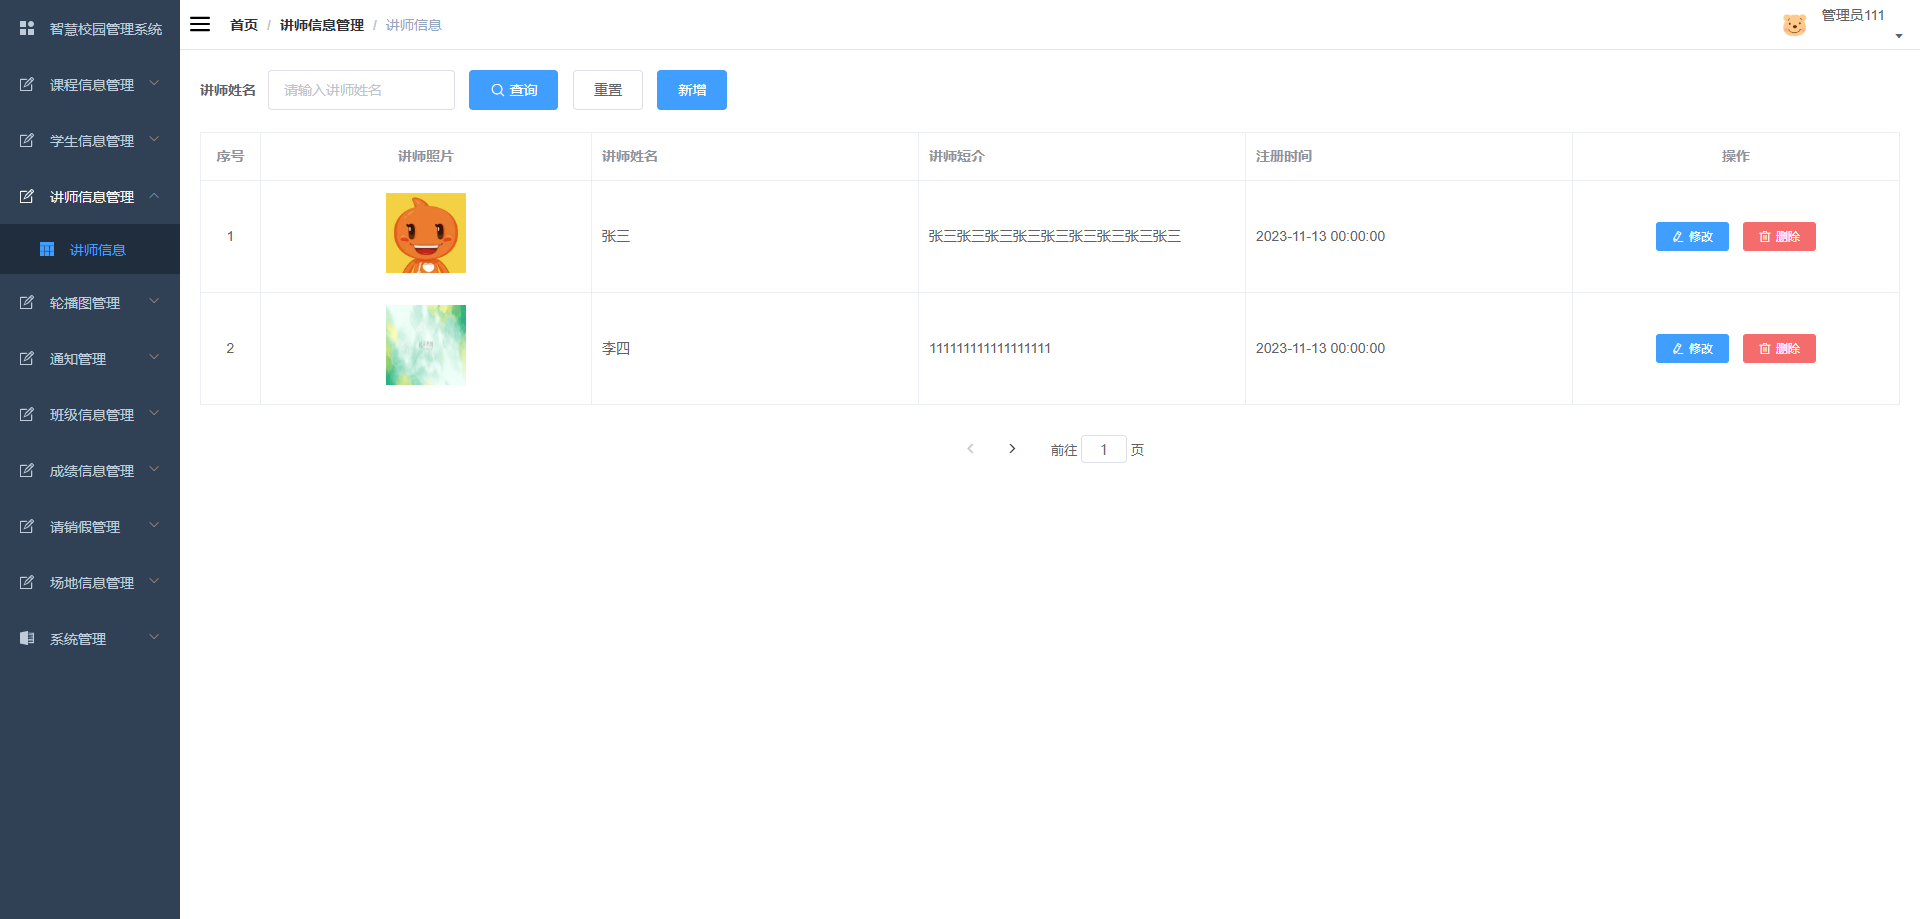 智慧校园管理系统
课程信息管理
学生信息管理
讲师信息管理
讲师信息
轮播图管理
通知管理
班级信息管理
成绩信息管理
请销假管理
场地信息管理
系统管理
首页 / 讲师信息管理 / 讲师信息
管理员111
讲师姓名 请输入讲师姓名 查询 重置 新增
序号 讲师照片 讲师姓名 讲师短介 注册时间 操作
1 张三 张三张三张三张三张三张三张三张三张三 2023-11-13 00:00:00 修改 删除
2 李四 111111111111111111 2023-11-13 00:00:00 修改 删除
前往 1 页